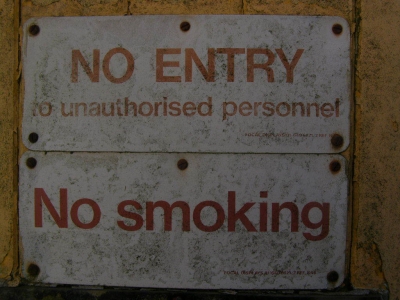 NO ENTRY
to unauthorised personnel
No smoking